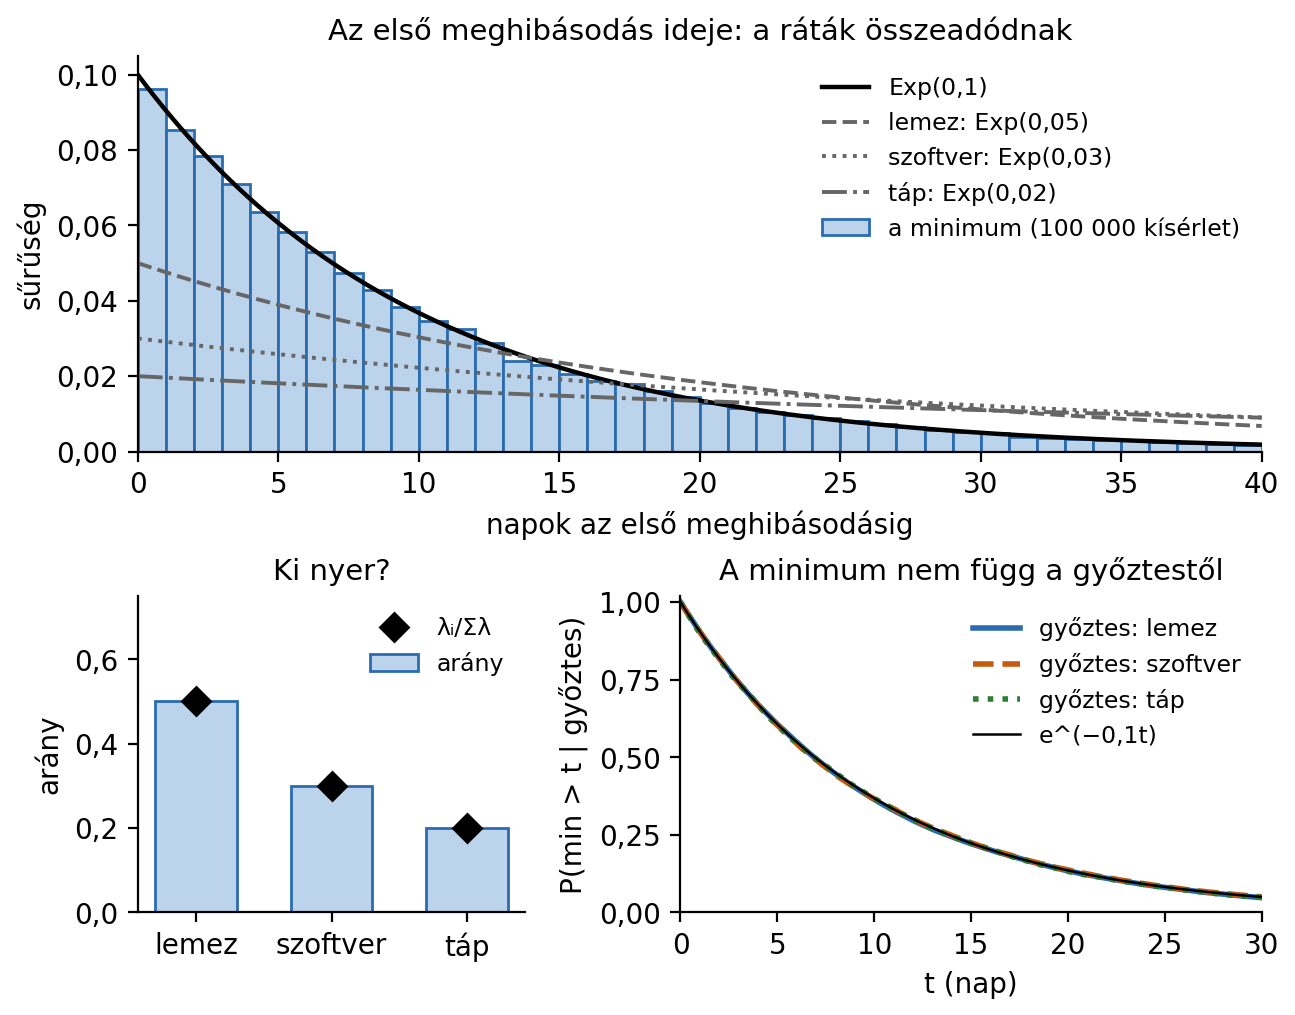 Az első meghibásodás ideje: a ráták összeadódnak
sűrűség
0,10
0,08
0,06
0,04
0,02
0,00
Exp(0,1)
lemez: Exp(0,05)
szoftver: Exp(0,03)
táp: Exp(0,02)
a minimum (100 000 kísérlet)
0 5 10 15 20 25 30 35 40
napok az első meghibásodásig
Ki nyer?
arány
0,6
0,4
0,2
0,0
λᵢ/Σλ
arány
lemez szoftver táp
A minimum nem függ a győztestől
P(min > t | győztes)
1,00
0,75
0,50
0,25
0,00
győztes: lemez
győztes: szoftver
győztes: táp
e^(−0,1t)
0 5 10 15 20 25 30
t (nap)